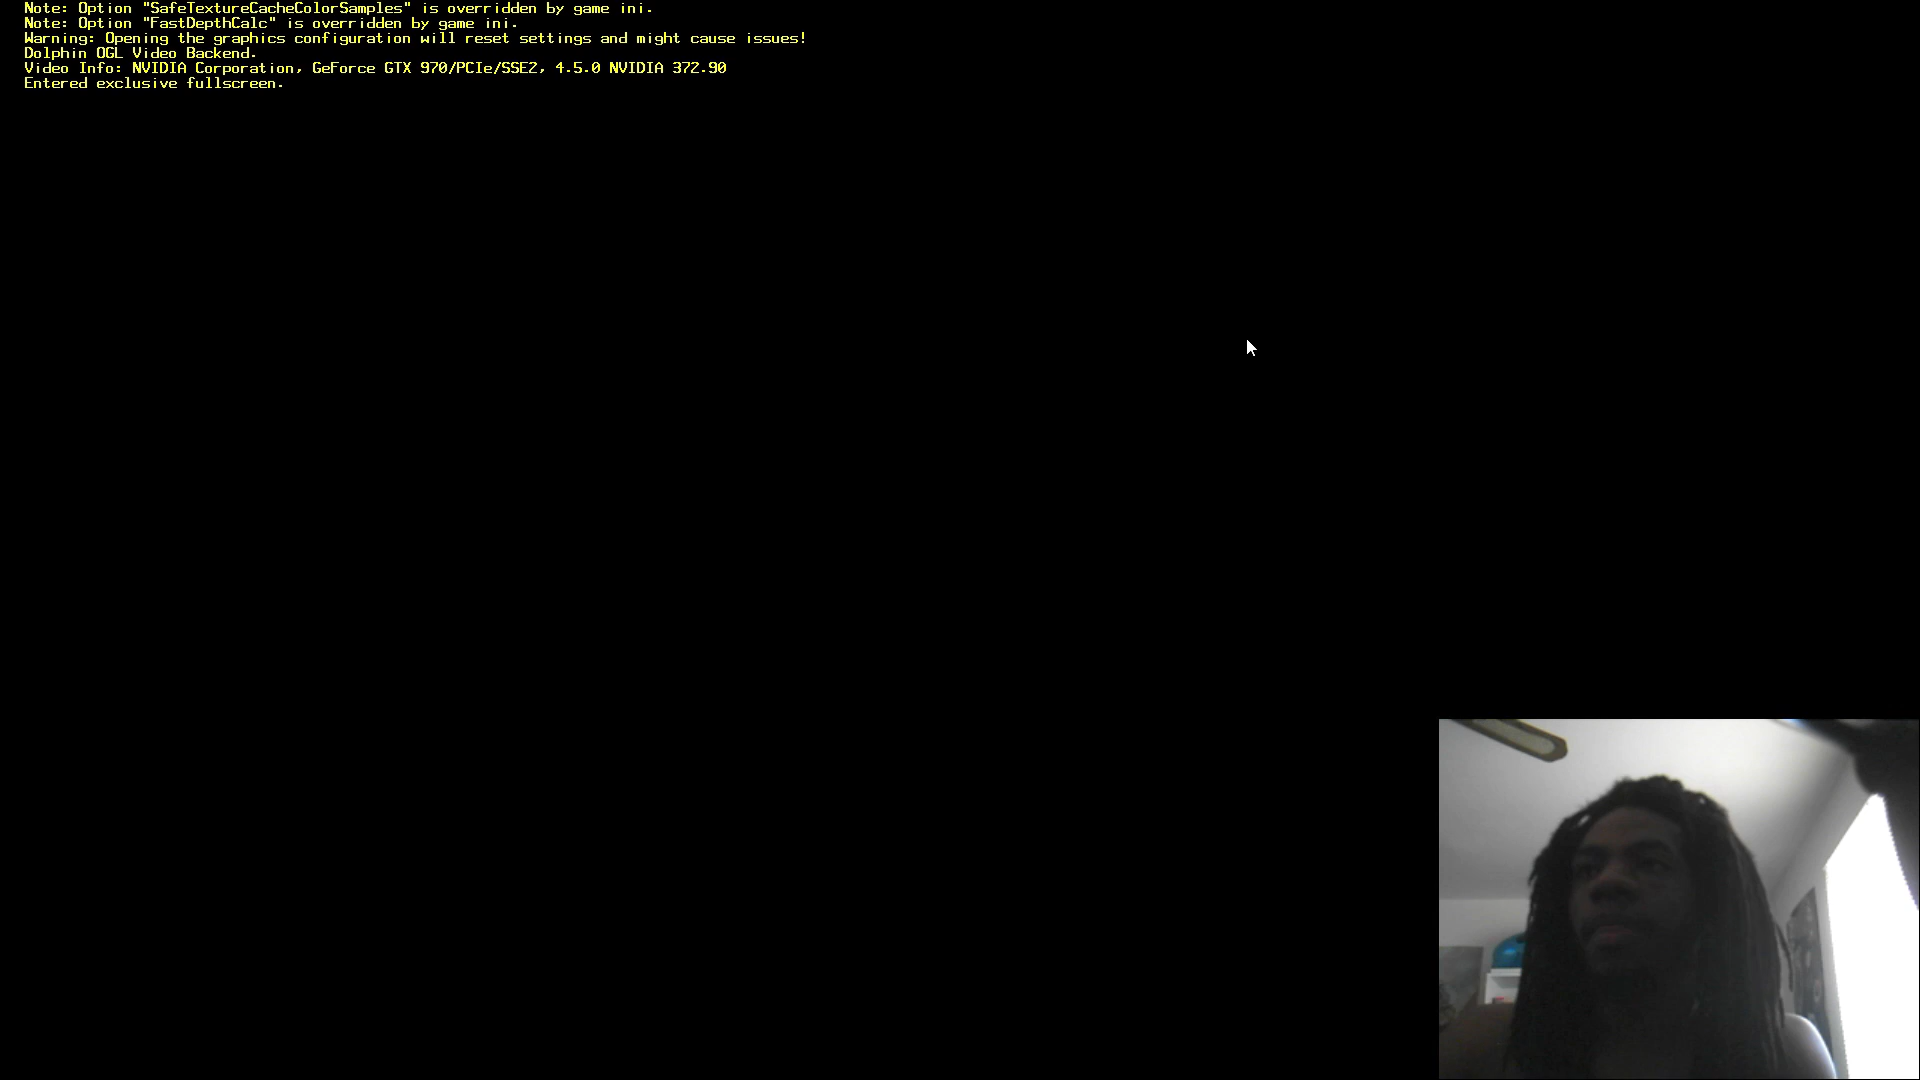 Note: Option "SafeTextureCacheColorSamples" is overridden by game ini.
Note: Option "FastDepthCalc" is overridden by game ini.
Warning: Opening the graphics configuration will reset settings and might cause issues!
Dolphin OGL Video Backend.
Video Info: NVIDIA Corporation, GeForce GTX 970/PCIe/SSE2, 4.5.0 NVIDIA 372.90
Entered exclusive fullscreen.